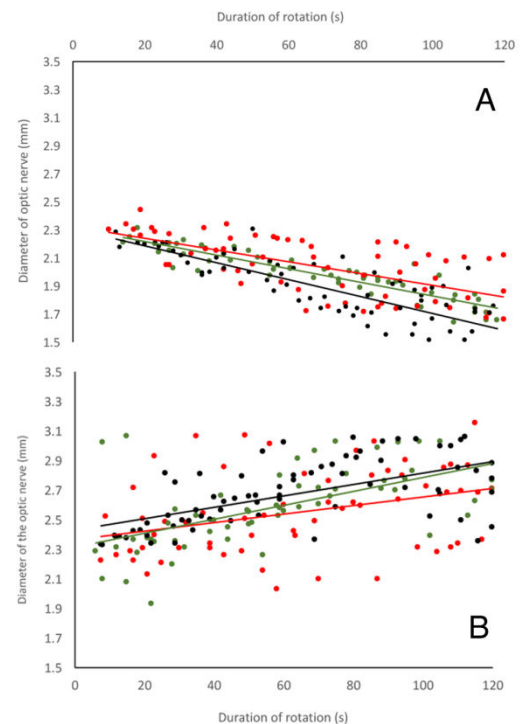 Duration of rotation (s)
0 20 40 60 80 100 120
3.5
3.3
3.1
2.9
2.7
2.5
2.3
2.1
1.9
1.7
1.5
Diameter of optic nerve (mm)
A
3.5
3.3
3.1
2.9
2.7
2.5
2.3
2.1
1.9
1.7
1.5
Diameter of the optic nerve (mm)
B
0 20 40 60 80 100 120
Duration of rotation (s)